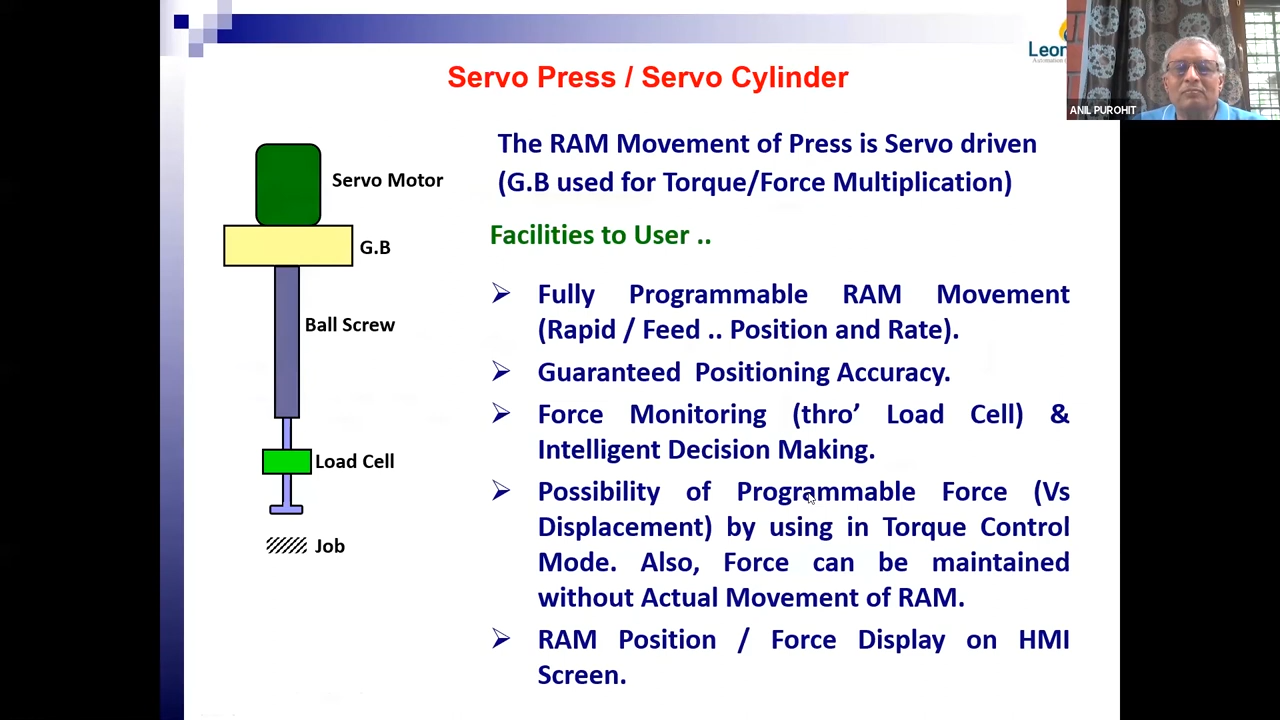 Servo Press / Servo Cylinder
ANIL PUROHIT
The RAM Movement of Press is Servo driven
(G.B used for Torque/Force Multiplication)
Servo Motor
G.B
Ball Screw
Load Cell
Job
Facilities to User ..
Fully Programmable RAM Movement
(Rapid / Feed .. Position and Rate).
Guaranteed Positioning Accuracy.
Force Monitoring (thro’ Load Cell) &
Intelligent Decision Making.
Possibility of Programmable Force (Vs
Displacement) by using in Torque Control
Mode. Also, Force can be maintained
without Actual Movement of RAM.
RAM Position / Force Display on HMI
Screen.